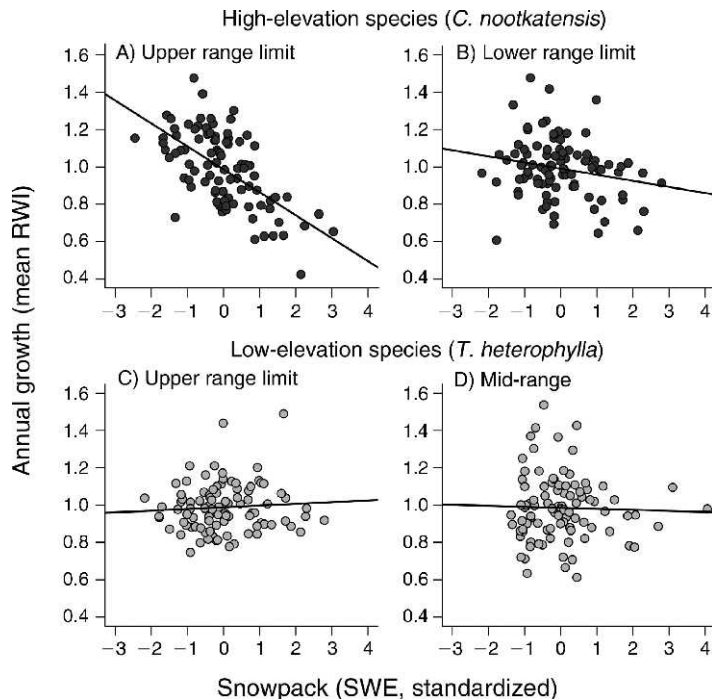 High-elevation species (C. nootkatensis)
A) Upper range limit
B) Lower range limit
1.6
1.4
1.2
1.0
0.8
0.6
0.4
−3 −2 −1 0 1 2 3 4
1.6
1.4
1.2
1.0
0.8
0.6
0.4
−3 −2 −1 0 1 2 3 4
Annual growth (mean RWI)
Low-elevation species (T. heterophylla)
C) Upper range limit
D) Mid-range
1.6
1.4
1.2
1.0
0.8
0.6
0.4
−3 −2 −1 0 1 2 3 4
1.6
1.4
1.2
1.0
0.8
0.6
0.4
−3 −2 −1 0 1 2 3 4
Snowpack (SWE, standardized)